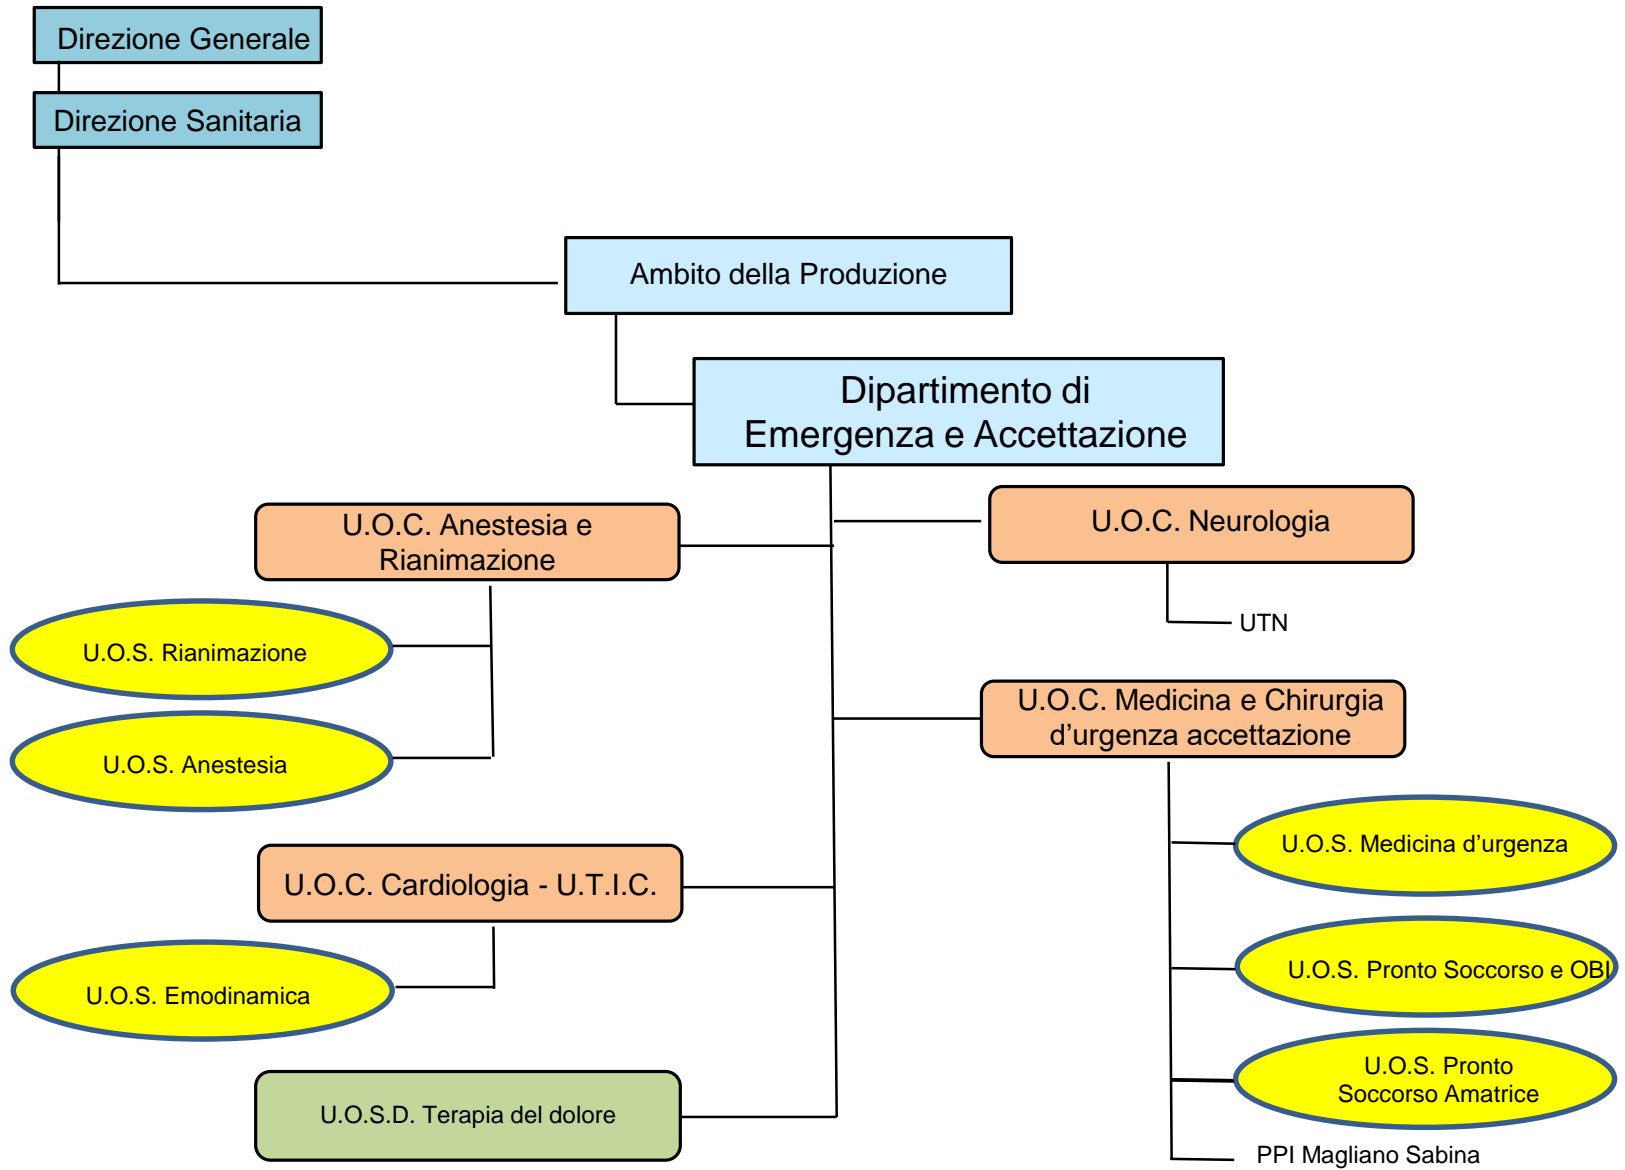 Direzione Generale
Direzione Sanitaria
Ambito della Produzione
Dipartimento di
Emergenza e Accettazione
U.O.C. Anestesia e
Rianimazione
U.O.S. Rianimazione
U.O.S. Anestesia
U.O.C. Cardiologia - U.T.I.C.
U.O.S. Emodinamica
U.O.S.D. Terapia del dolore
U.O.C. Neurologia
UTN
U.O.C. Medicina e Chirurgia
d’urgenza accettazione
U.O.S. Medicina d’urgenza
U.O.S. Pronto Soccorso e OBI
U.O.S. Pronto
Soccorso Amatrice
PPI Magliano Sabina